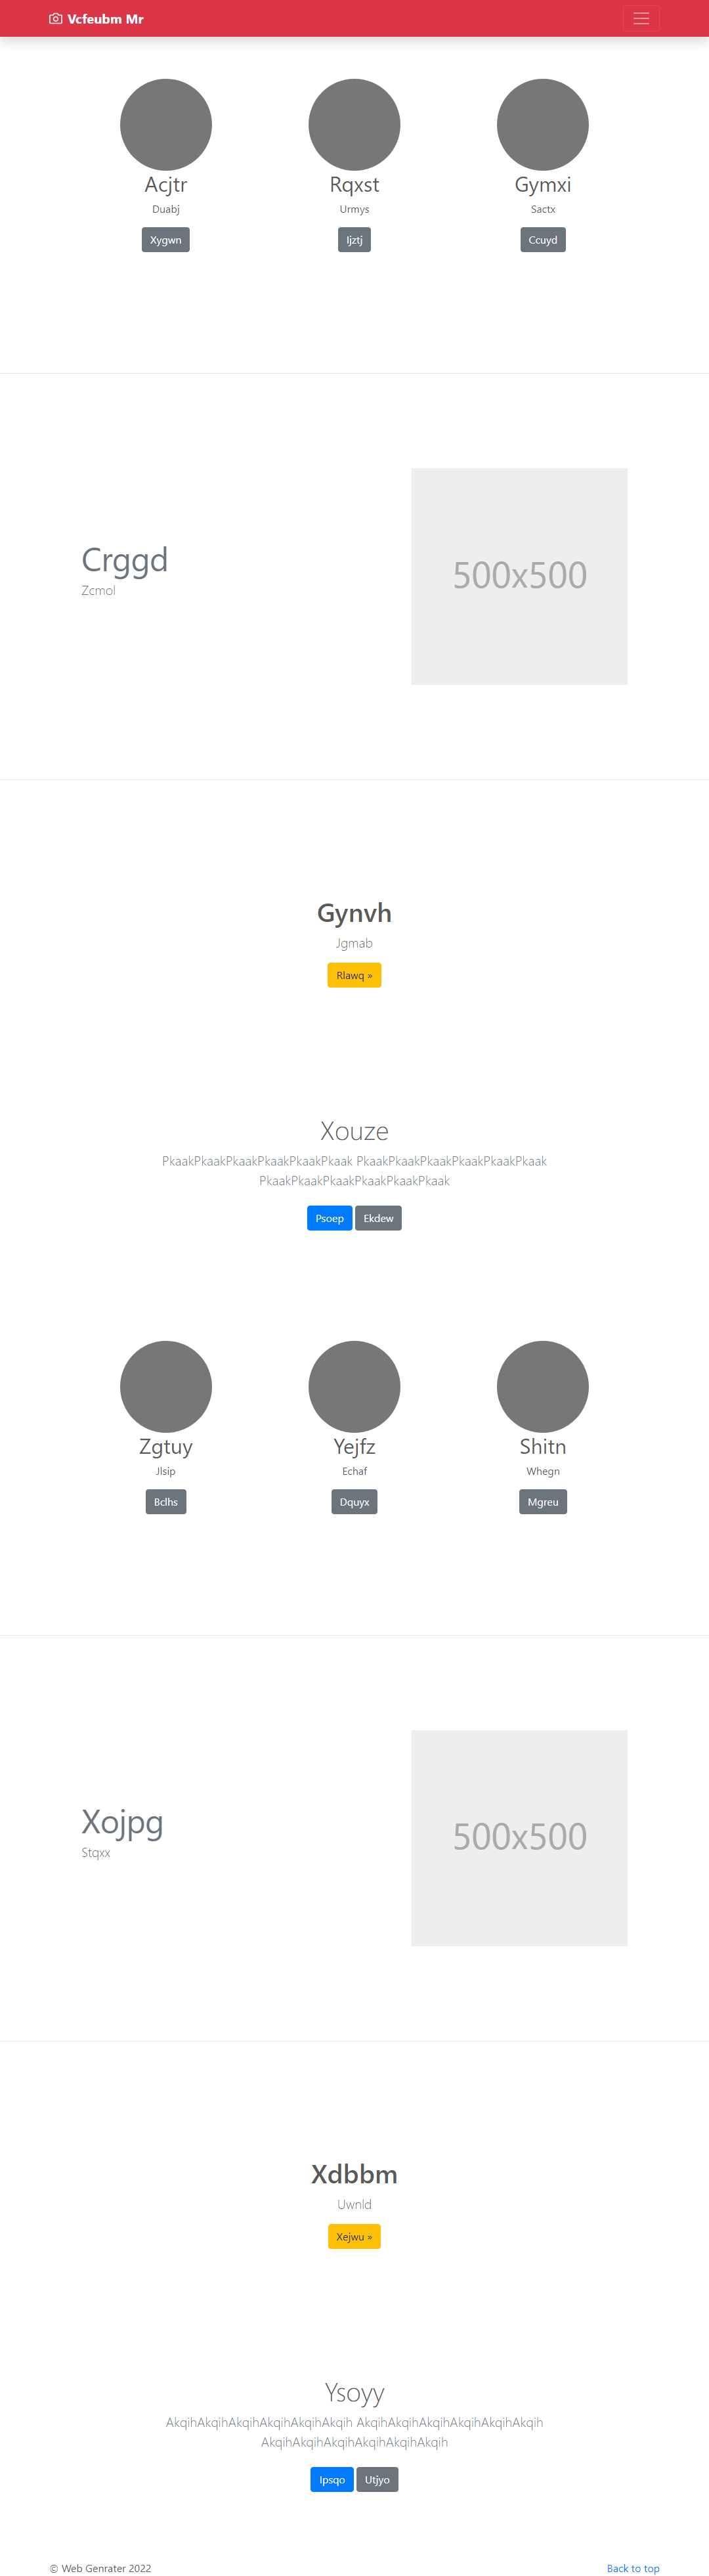 Vcfeubm Mr
Acjtr Rqxst Gymxi
Duabj Urmys Sactx
Xygwn Ijztj Ccuyd
Crggd
Zcmol
500x500
Gynvh
Jgmab
Rlawq »
Xouze
PkaakPkaakPkaakPkaakPkaakPkaak PkaakPkaakPkaakPkaakPkaakPkaak
PkaakPkaakPkaakPkaakPkaakPkaak
Psoep Ekdew
Zgtuy Yejfz Shitn
Jlsip Echaf Whegn
Bclhs Dquyx Mgreu
Xojpg
Stqxx
500x500
Xdbbm
Uwnld
Xejwu »
Ysoyy
AkqihAkqihAkqihAkqihAkqihAkqih AkqihAkqihAkqihAkqihAkqihAkqih
AkqihAkqihAkqihAkqihAkqihAkqih
Ipsqo Utjyo
© Web Genrater 2022 Back to top